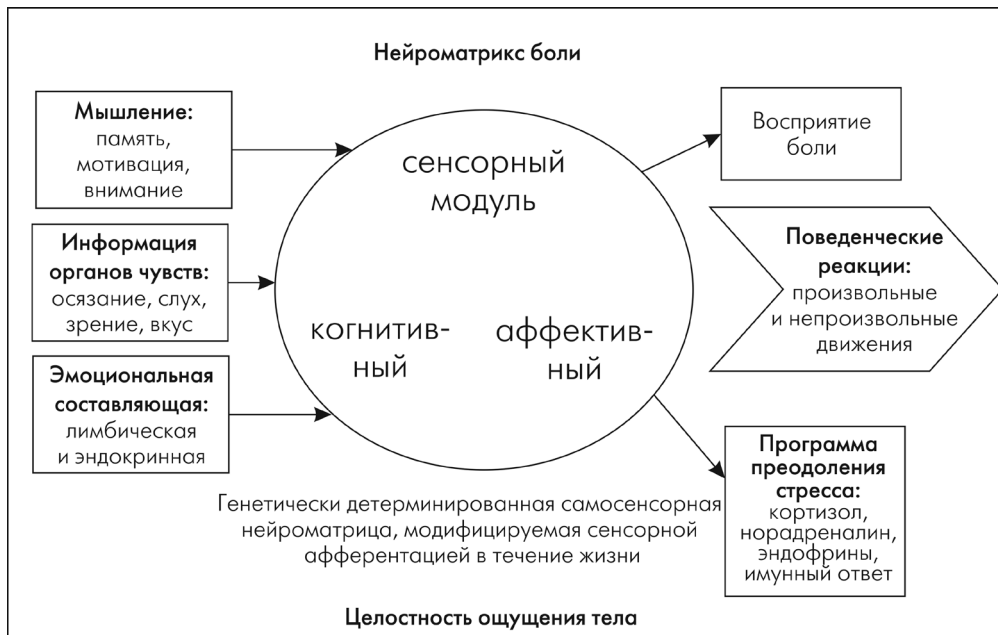 Нейроматрикс боли
Мышление:
память,
мотивация,
внимание
Информация
органов чувств:
осязание, слух,
зрение, вкус
Эмоциональная
составляющая:
лимбическая
и эндокринная
сенсорный
модуль
когнитив-
ный
аффектив-
ный
Восприятие
боли
Поведенческие
реакции:
произвольные
и непроизвольные
движения
Программа
преодоления
стресса:
кортизол,
норадреналин,
эндофрины,
имунный ответ
Генетически детерминированная самосенсорная
нейроматрица, модифицируемая сенсорной
афферентацией в течение жизни
Целостность ощущения тела